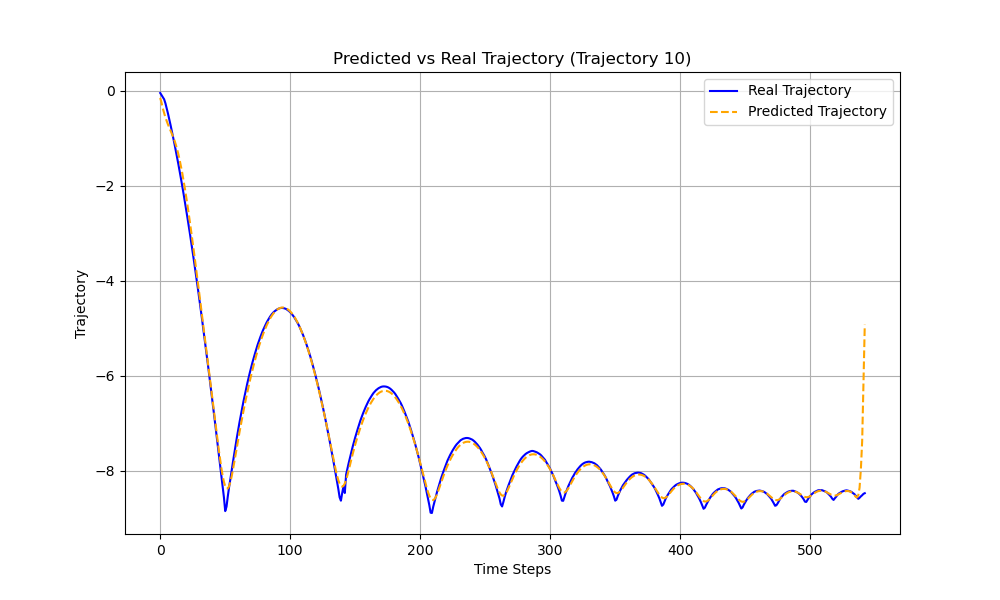 Predicted vs Real Trajectory (Trajectory 10)
Real Trajectory
Predicted Trajectory
Trajectory
0
−2
−4
−6
−8
0 100 200 300 400 500
Time Steps